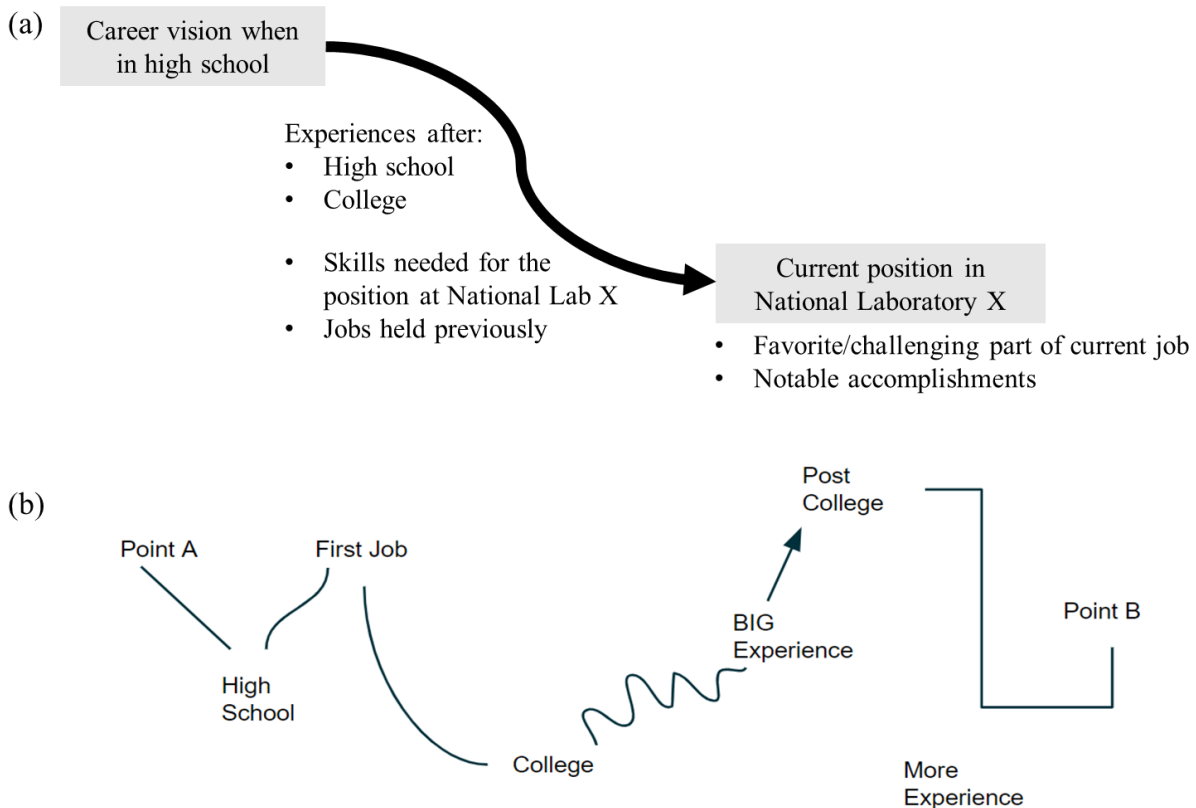 (a)
Career vision when
in high school
Experiences after:
• High school
• College
• Skills needed for the
position at National Lab X
• Jobs held previously
Current position in
National Laboratory X
• Favorite/challenging part of current job
• Notable accomplishments
(b)
Point A
High
School
First Job
College
BIG
Experience
Post
College
More
Experience
Point B